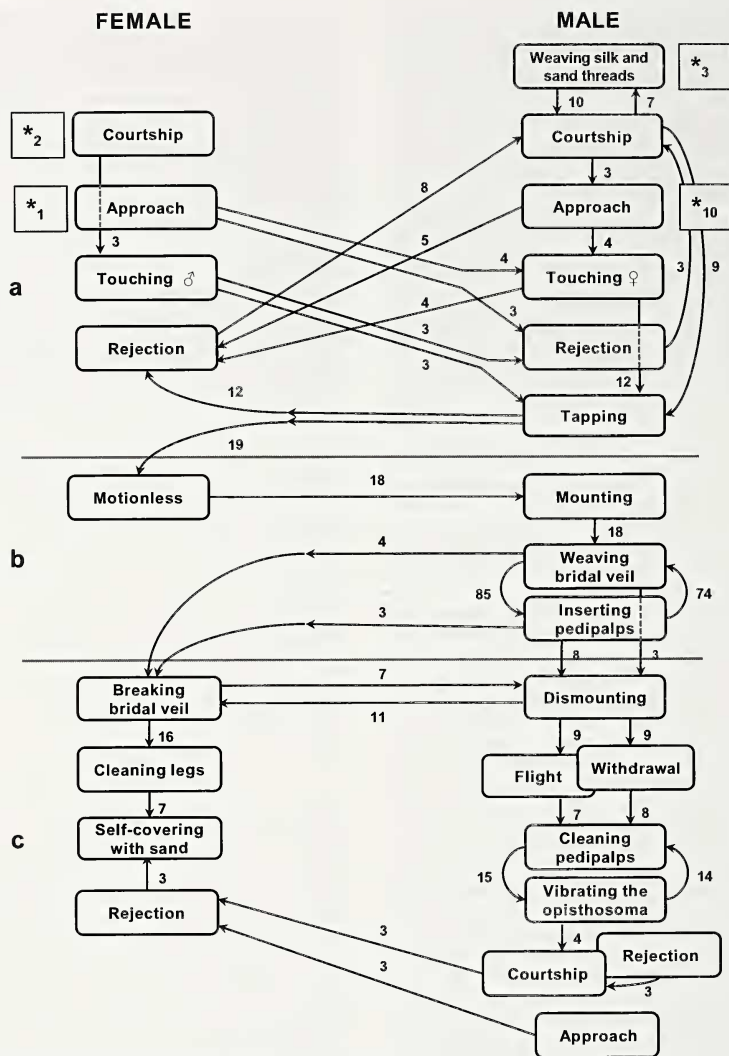 FEMALE
MALE
Weaving silk and
sand threads
*3
10
7
*2
Courtship
Courtship
8
3
*1
Approach
Approach
*10
3
5
4
4
3
9
Touching ♂
Touching ♀
a
4
3
3
Rejection
Rejection
3
12
12
Tapping
19
Motionless
18
Mounting
18
4
Weaving
bridal veil
b
85
74
3
Inserting
pedipalps
8
3
Breaking
bridal veil
7
Dismounting
11
16
9
9
Cleaning legs
Flight
Withdrawal
7
7
8
Self-covering
with sand
Cleaning
pedipalps
c
15
14
3
Vibrating the
opisthosoma
Rejection
3
4
Rejection
Courtship
3
3
Approach